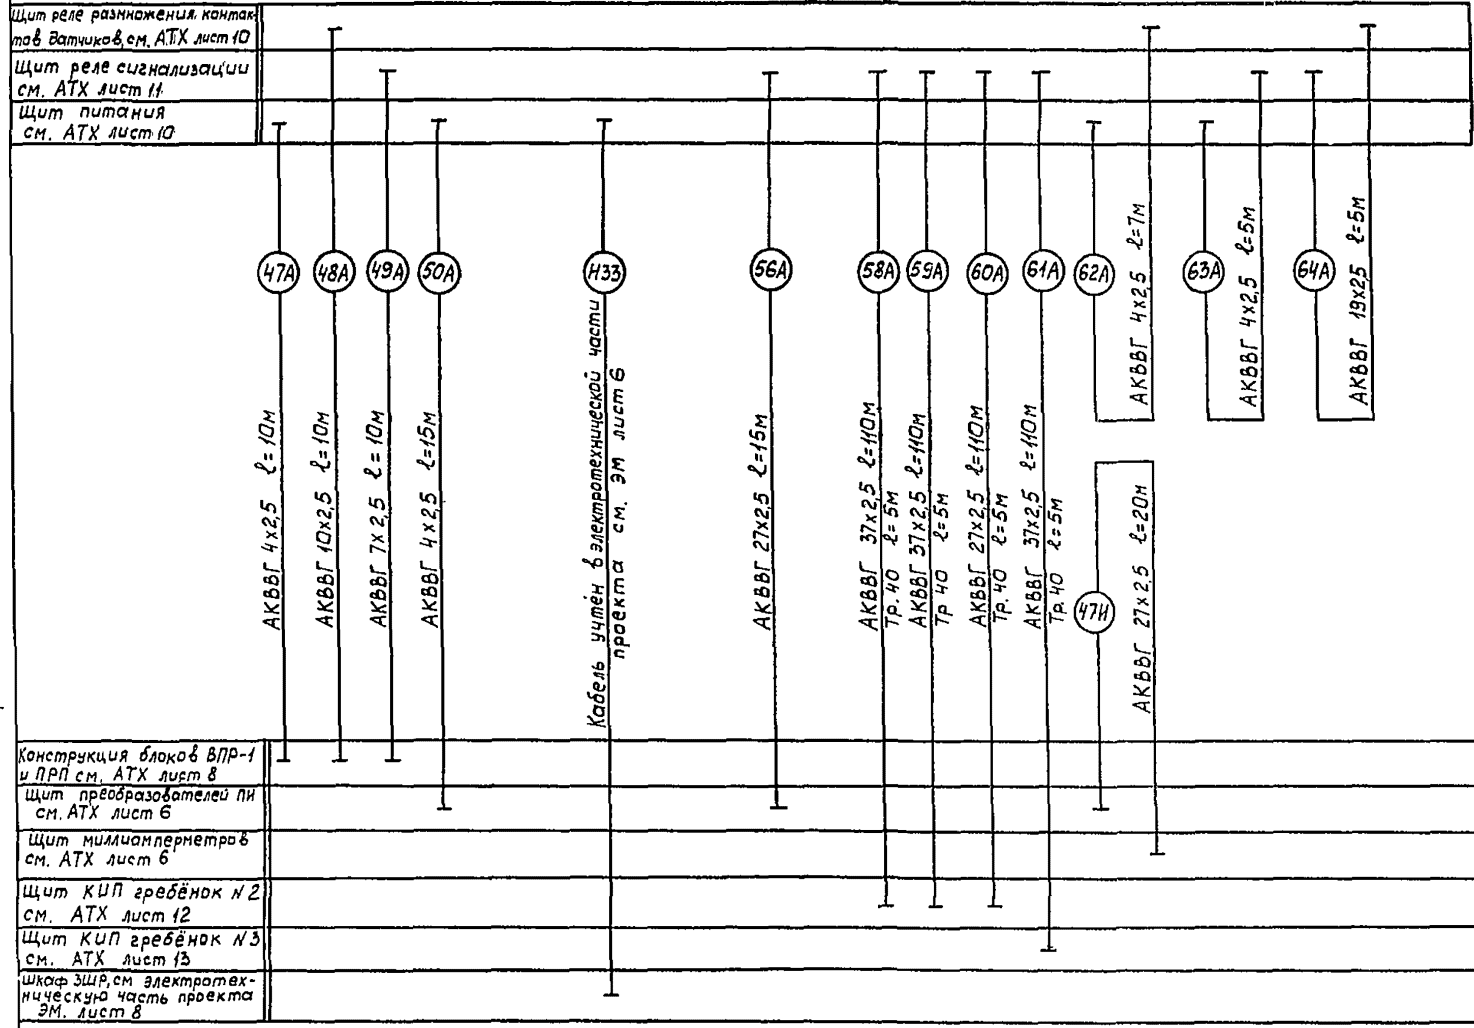 Щит реле размножения контак-
тов датчиков, см. АТХ лист 10
Щит реле сигнализации
см. АТХ лист 11
Щит питания
см. АТХ лист 10
47А
48А
49А
50А
Н33
56А
58А
59А
60А
61А
62А
63А
64А
АКВВГ 4х2,5 ℓ=10м
АКВВГ 10х2,5 ℓ=10м
АКВВГ 7х2,5 ℓ=10м
АКВВГ 4х2,5 ℓ=15м
Кабель учтён в электротехнической части
проекта см. ЭМ лист 6
АКВВГ 27х2,5 ℓ=15м
АКВВГ 37х2,5 ℓ=110м
Тр. 40 ℓ=5м
АКВВГ 37х2,5 ℓ=110м
Тр 40 ℓ=5м
АКВВГ 27х2,5 ℓ=110м
Тр. 40 ℓ=5м
АКВВГ 37х2,5 ℓ=110м
Тр. 40 ℓ=5м
АКВВГ 4х2,5 ℓ=7м
АКВВГ 4х2,5 ℓ=5м
АКВВГ 19х2,5 ℓ=5м
47И
АКВВГ 27х2,5 ℓ=20м
Конструкция блоков ВПР-1
и ПРП см. АТХ лист 8
Щит преобразователей ПИ
см. АТХ лист 6
Щит миллиамперметров
см. АТХ лист 6
Щит КИП гребёнок N2
см. АТХ лист 12
Щит КИП гребёнок N3
см. АТХ лист 13
шкаф 3ШР, см электротех-
ническую часть проекта
ЭМ. лист 8